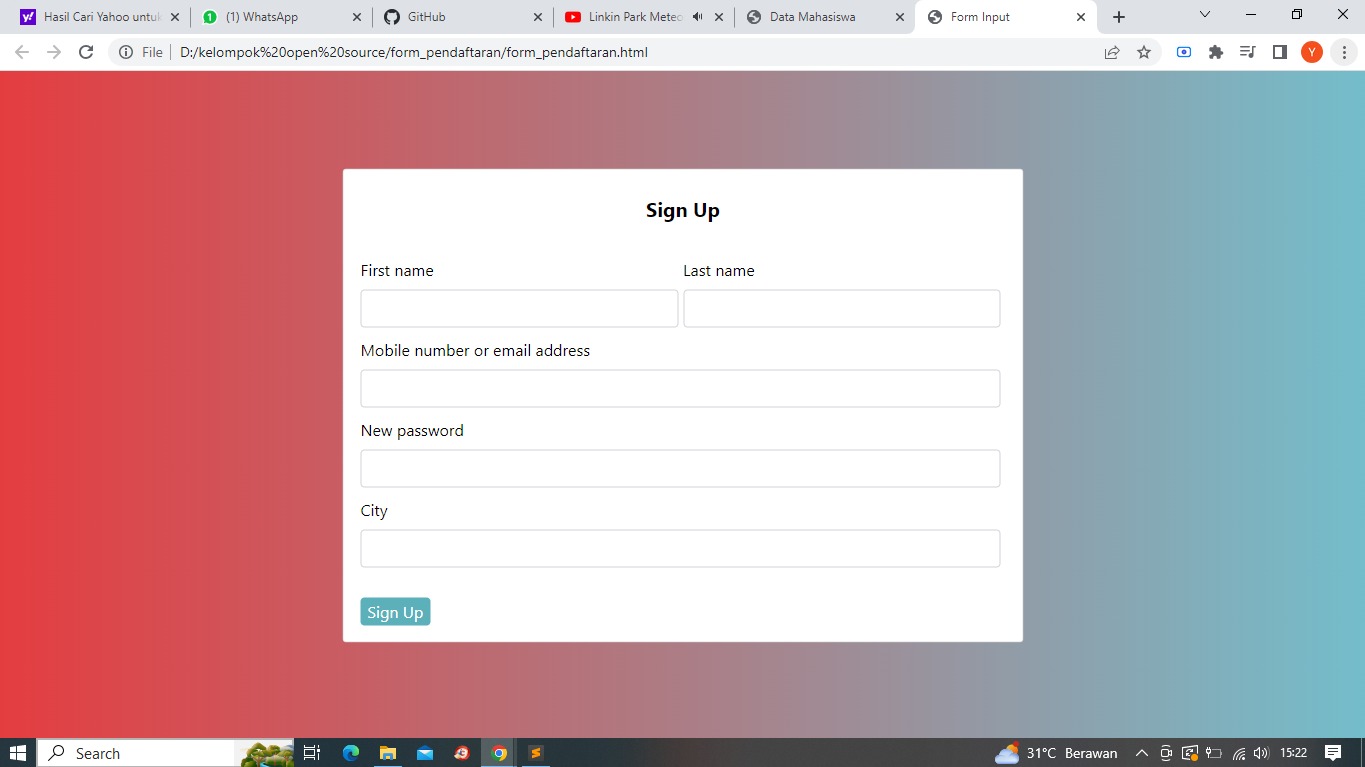 Hasil Cari Yahoo untuk
(1) WhatsApp
GitHub
Linkin Park Meteo
Data Mahasiswa
Form Input
File
D:/kelompok%20open%20source/form_pendaftaran/form_pendaftaran.html
Y
Sign Up
First name
Last name
Mobile number or email address
New password
City
Sign Up
Search
31°C Berawan
15:22